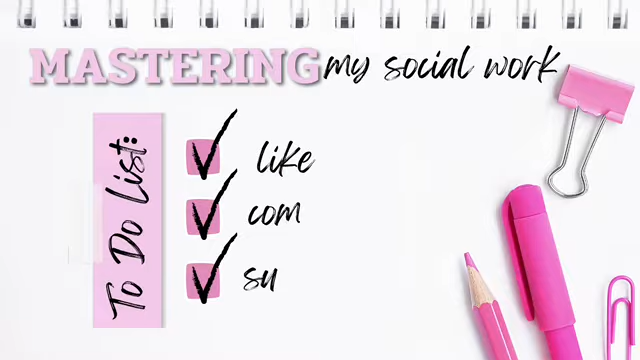 MASTERING my social work
To Do List:
like
com
su